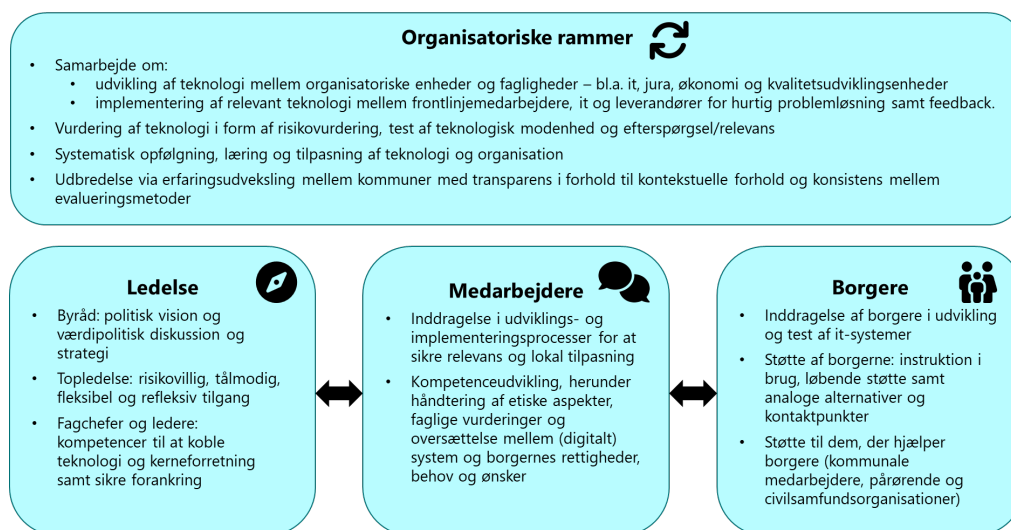 Organisatoriske rammer
• Samarbejde om:
• udvikling af teknologi mellem organisatoriske enheder og fagligheder – bl.a. it, jura, økonomi og kvalitetsudviklingsenheder
• implementering af relevant teknologi mellem frontlinjemedarbejdere, it og leverandører for hurtig problemløsning samt feedback.
• Vurdering af teknologi i form af risikovurdering, test af teknologisk modenhed og efterspørgsel/relevans
• Systematisk opfølgning, læring og tilpasning af teknologi og organisation
• Udbredelse via erfaringsudveksling mellem kommuner med transparens i forhold til kontekstuelle forhold og konsistens mellem
evalueringsmetoder
Ledelse
• Byråd: politisk vision og
værdipolitisk diskussion og
strategi
• Topledelse: risikovillig, tålmodig,
fleksibel og refleksiv tilgang
• Fagchefer og ledere:
kompetencer til at koble
teknologi og kerneforretning
samt sikre forankring
Medarbejdere
• Inddragelse i udviklings- og
implementeringsprocesser for at
sikre relevans og lokal tilpasning
• Kompetenceudvikling, herunder
håndtering af etiske aspekter,
faglige vurderinger og
oversættelse mellem (digitalt)
system og borgernes rettigheder,
behov og ønsker
Borgere
• Inddragelse af borgere i udvikling
og test af it-systemer
• Støtte af borgerne: instruktion i
brug, løbende støtte samt
analoge alternativer og
kontaktpunkter
• Støtte til dem, der hjælper
borgere (kommunale
medarbejdere, pårørende og
civilsamfundsorganisationer)